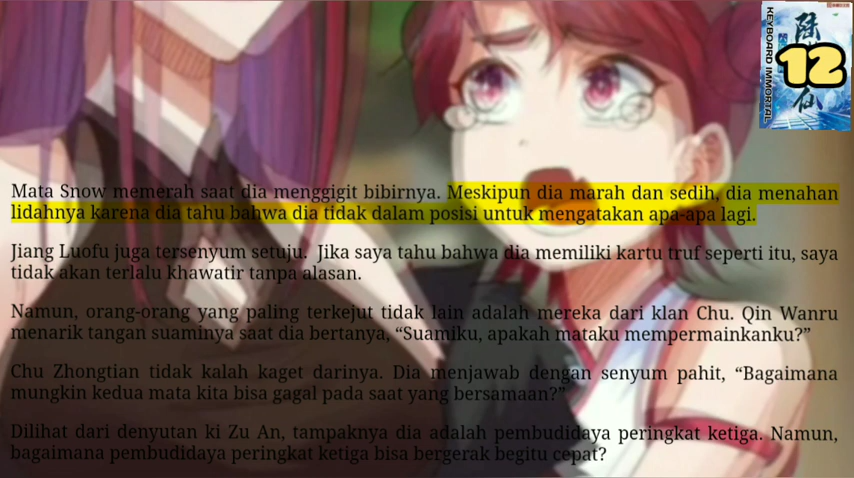 KEYBOARD IMMORTAL
12
Mata Snow memerah saat dia menggigit bibirnya. Meskipun dia marah dan sedih, dia menahan
lidahnya karena dia tahu bahwa dia tidak dalam posisi untuk mengatakan apa-apa lagi.
Jiang Luofu juga tersenyum setuju. Jika saya tahu bahwa dia memiliki kartu truf seperti itu, saya
tidak akan terlalu khawatir tanpa alasan.
Namun, orang-orang yang paling terkejut tidak lain adalah mereka dari klan Chu. Qin Wanru
menarik tangan suaminya saat dia bertanya, “Suamiku, apakah mataku mempermainkanku?”
Chu Zhongtian tidak kalah kaget darinya. Dia menjawab dengan senyum pahit, “Bagaimana
mungkin kedua mata kita bisa gagal pada saat yang bersamaan?”
Dilihat dari denyutan ki Zu An, tampaknya dia adalah pembudidaya peringkat ketiga. Namun,
bagaimana pembudidaya peringkat ketiga bisa bergerak begitu cepat?